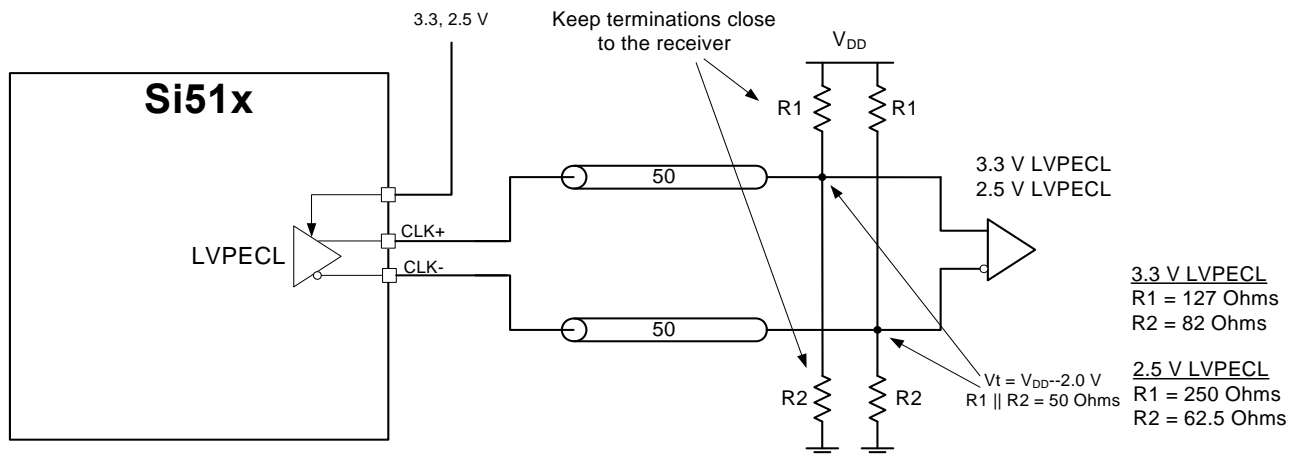 3.3, 2.5 V
Keep terminations close
to the receiver
VDD
Si51x
R1
R1
50
3.3 V LVPECL
2.5 V LVPECL
CLK+
LVPECL
CLK-
3.3 V LVPECL
R1 = 127 Ohms
R2 = 82 Ohms
50
2.5 V LVPECL
R1 = 250 Ohms
R2 = 62.5 Ohms
R2
R2
Vt = VDD--2.0 V
R1 || R2 = 50 Ohms